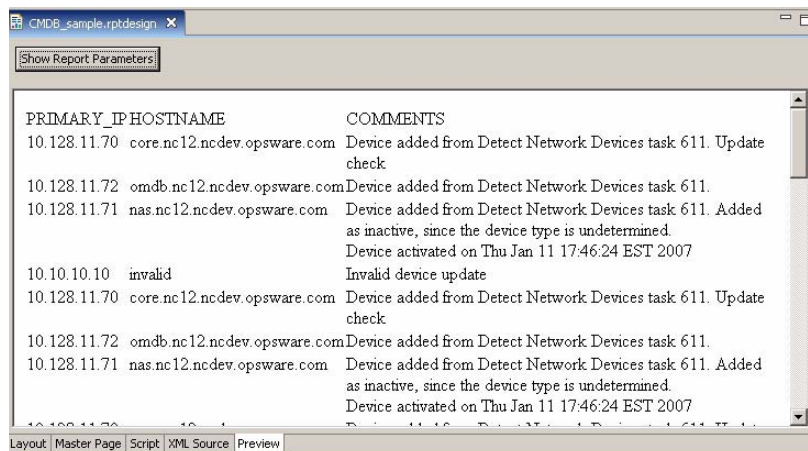 CMDB_sample.rptdesign
Show Report Parameters
PRIMARY_IP HOSTNAME COMMENTS
10.128.11.70 core.nc12.ncdev.opsware.com Device added from Detect Network Devices task 611. Update
check
10.128.11.72 omdb.nc12.ncdev.opsware.com Device added from Detect Network Devices task 611.
10.128.11.71 nas.nc12.ncdev.opsware.com Device added from Detect Network Devices task 611. Added
as inactive, since the device type is undetermined.
Device activated on Thu Jan 11 17:46:24 EST 2007
10.10.10.10 invalid Invalid device update
10.128.11.70 core.nc12.ncdev.opsware.com Device added from Detect Network Devices task 611. Update
check
10.128.11.72 omdb.nc12.ncdev.opsware.com Device added from Detect Network Devices task 611.
10.128.11.71 nas.nc12.ncdev.opsware.com Device added from Detect Network Devices task 611. Added
as inactive, since the device type is undetermined.
Device activated on Thu Jan 11 17:46:24 EST 2007
Layout Master Page Script XML Source Preview